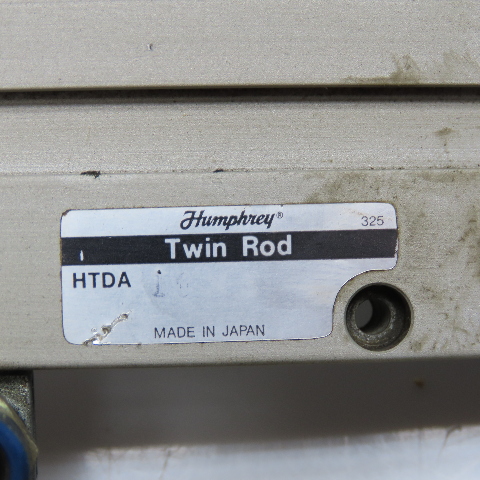 Humphrey® 325
Twin Rod
HTDA
MADE IN JAPAN